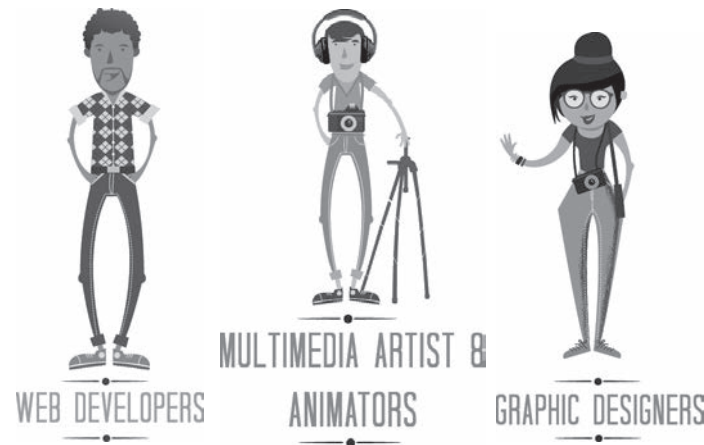 WEB DEVELOPERS
MULTIMEDIA ARTIST &
ANIMATORS
GRAPHIC DESIGNERS